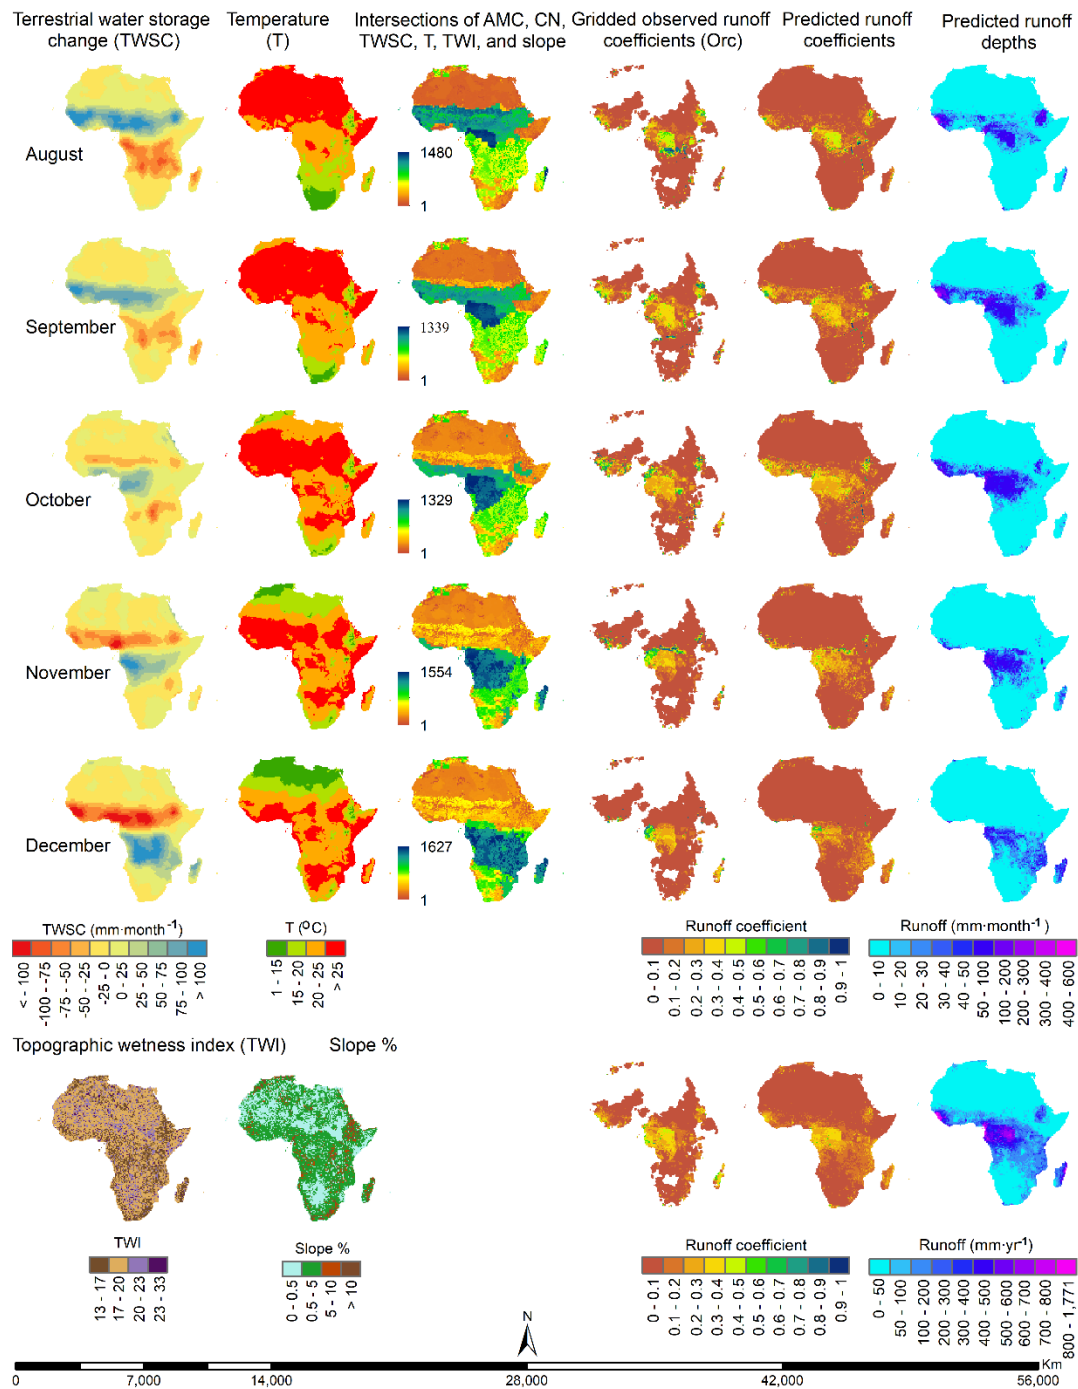 Terrestrial water storage change (TWSC)
Temperature (T)
Intersections of AMC, CN, TWSC, T, TWI, and slope
Gridded observed runoff coefficients (Orc)
Predicted runoff coefficients
Predicted runoff depths
August
1480
1
September
1339
1
October
1329
1
November
1554
1
December
1627
1
TWSC (mm·month⁻¹)
< -100
-100 - -75
-75 - -50
-50 - -25
-25 - 0
0 - 25
25 - 50
50 - 75
75 - 100
> 100
T (⁰C)
1 - 15
15 - 20
20 - 25
> 25
Runoff coefficient
0 - 0.1
0.1 - 0.2
0.2 - 0.3
0.3 - 0.4
0.4 - 0.5
0.5 - 0.6
0.6 - 0.7
0.7 - 0.8
0.8 - 0.9
0.9 - 1
Runoff (mm·month⁻¹)
0 - 10
10 - 20
20 - 30
30 - 40
40 - 50
50 - 100
100 - 200
200 - 300
300 - 400
400 - 600
Topographic wetness index (TWI)
Slope %
TWI
13 - 17
17 - 20
20 - 23
23 - 33
Slope %
0 - 0.5
0.5 - 5
5 - 10
> 10
Runoff coefficient
0 - 0.1
0.1 - 0.2
0.2 - 0.3
0.3 - 0.4
0.4 - 0.5
0.5 - 0.6
0.6 - 0.7
0.7 - 0.8
0.8 - 0.9
0.9 - 1
Runoff (mm·yr⁻¹)
0 - 50
50 - 100
100 - 200
200 - 300
300 - 400
400 - 500
500 - 600
600 - 700
700 - 800
800 - 1,771
N
Km
0
7,000
14,000
28,000
42,000
56,000